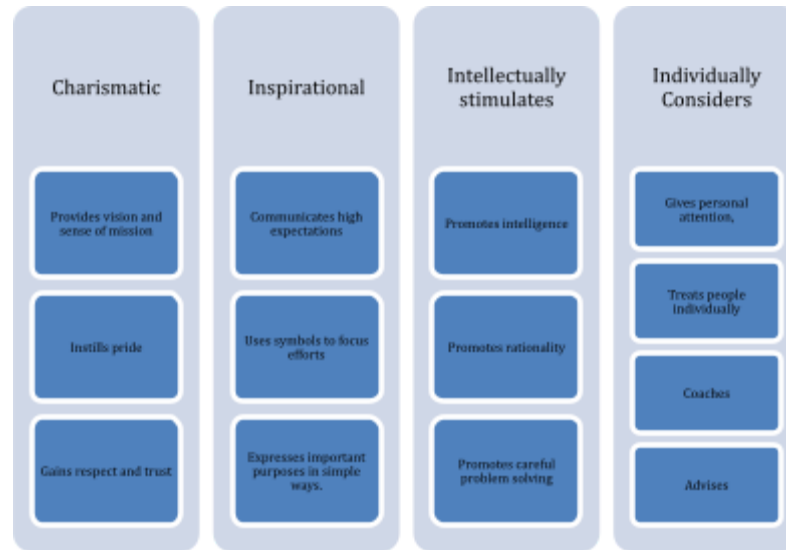 Charismatic
Provides vision and
sense of mission
Instills pride
Gains respect and trust
Inspirational
Communicates high
expectations
Uses symbols to focus
efforts
Expresses important
purposes in simple
ways.
Intellectually
stimulates
Promotes intelligence
Promotes rationality
Promotes careful
problem solving
Individually
Considers
Gives personal
attention,
Treats people
individually
Coaches
Advises